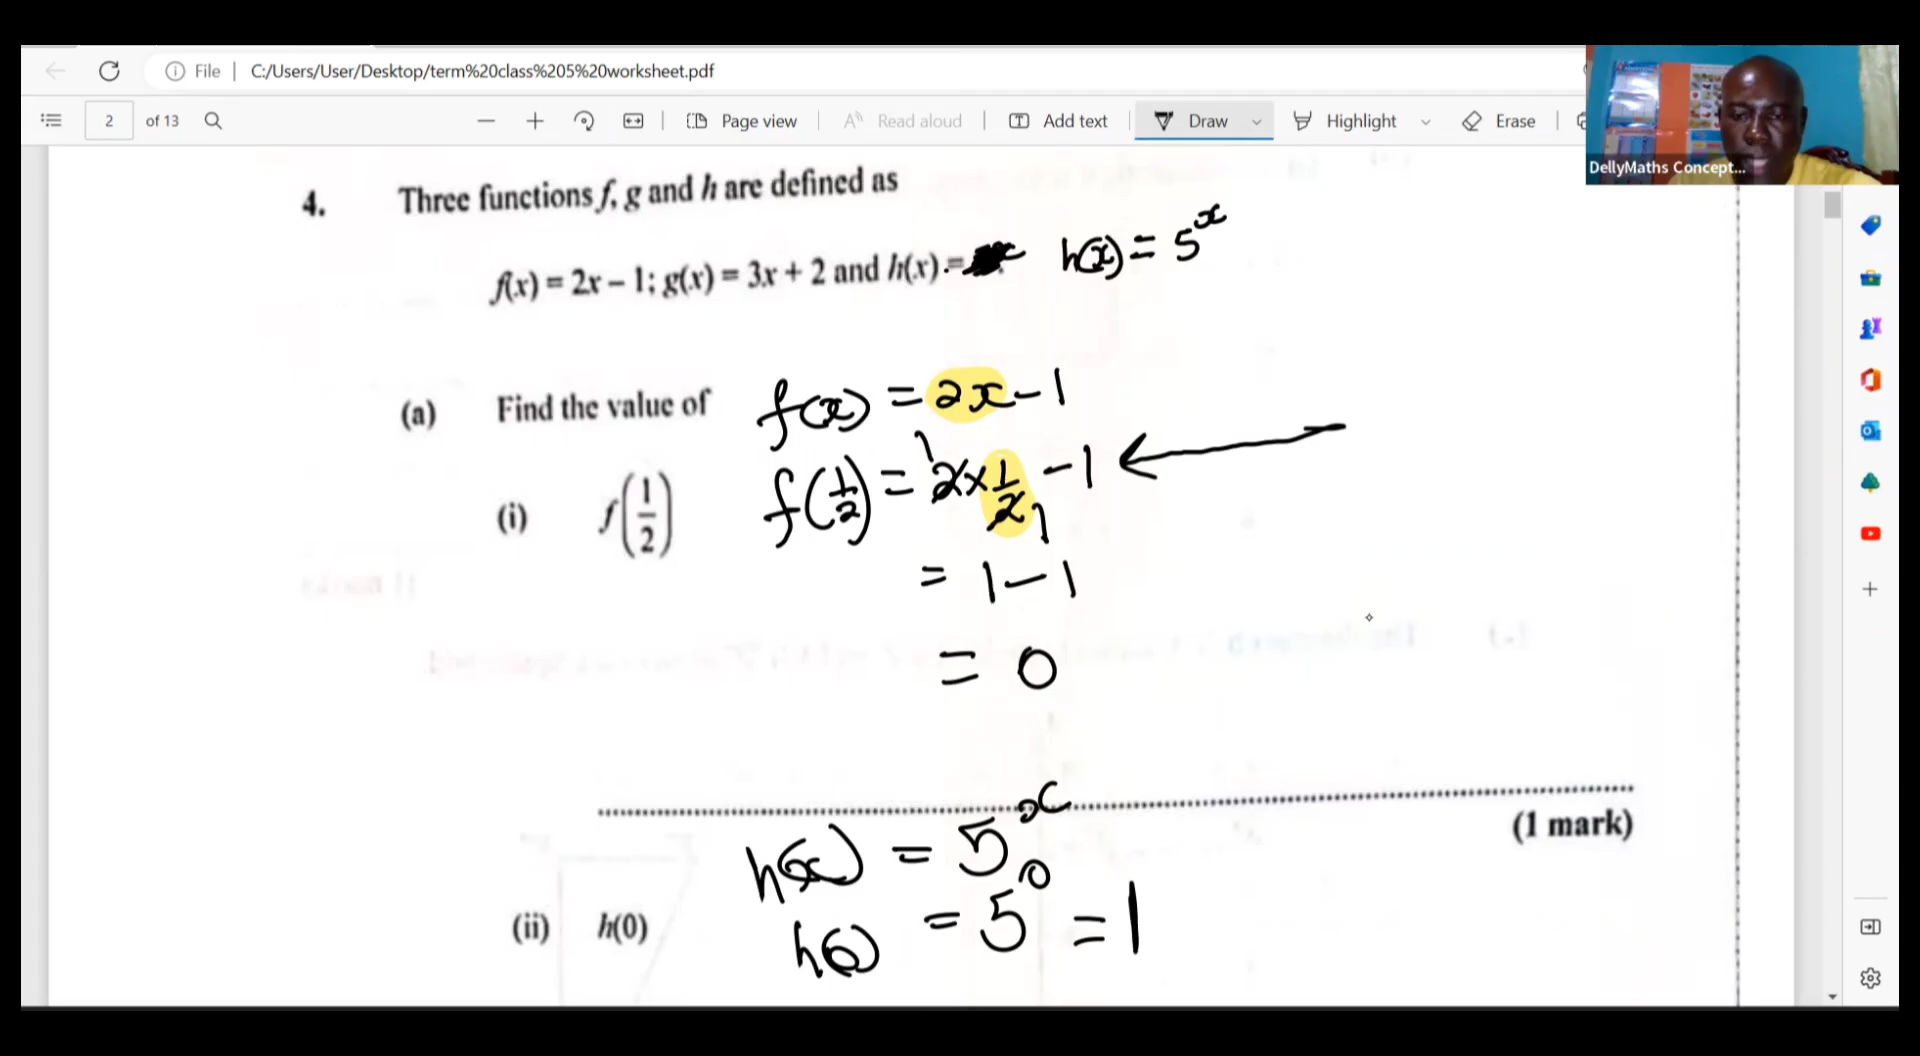 File | C:/Users/User/Desktop/term%20class%205%20worksheet.pdf
2 of 13 Page view Read aloud Add text Draw Highlight Erase
DellyMaths Concept...
4. Three functions f, g and h are defined as
f(x) = 2x – 1; g(x) = 3x + 2 and h(x) = h(x) = 5^x
(a) Find the value of f(x) = 2x - 1
(i) f(1/2) f(1/2) = 2 x 1/2 - 1
1
1
= 1 - 1
= 0
(1 mark)
h(x) = 5^x
(ii) h(0) h(0) = 5^0 = 1